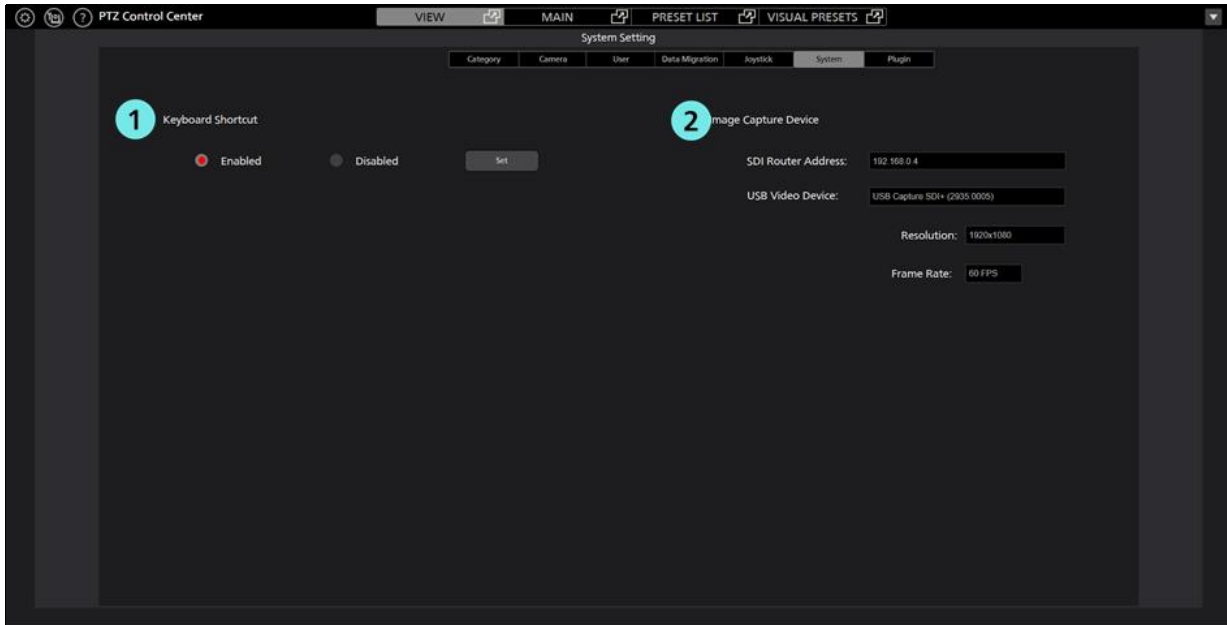 ? PTZ Control Center VIEW MAIN PRESET LIST VISUAL PRESETS
System Setting
Category Camera User Data Migration Joystick System Plugin
1 Keyboard Shortcut
Enabled Disabled Set
2 mage Capture Device
SDI Router Address: 192.168.0.4
USB Video Device: USB Capture SDI+ (2935:0005)
Resolution: 1920x1080
Frame Rate: 60 FPS